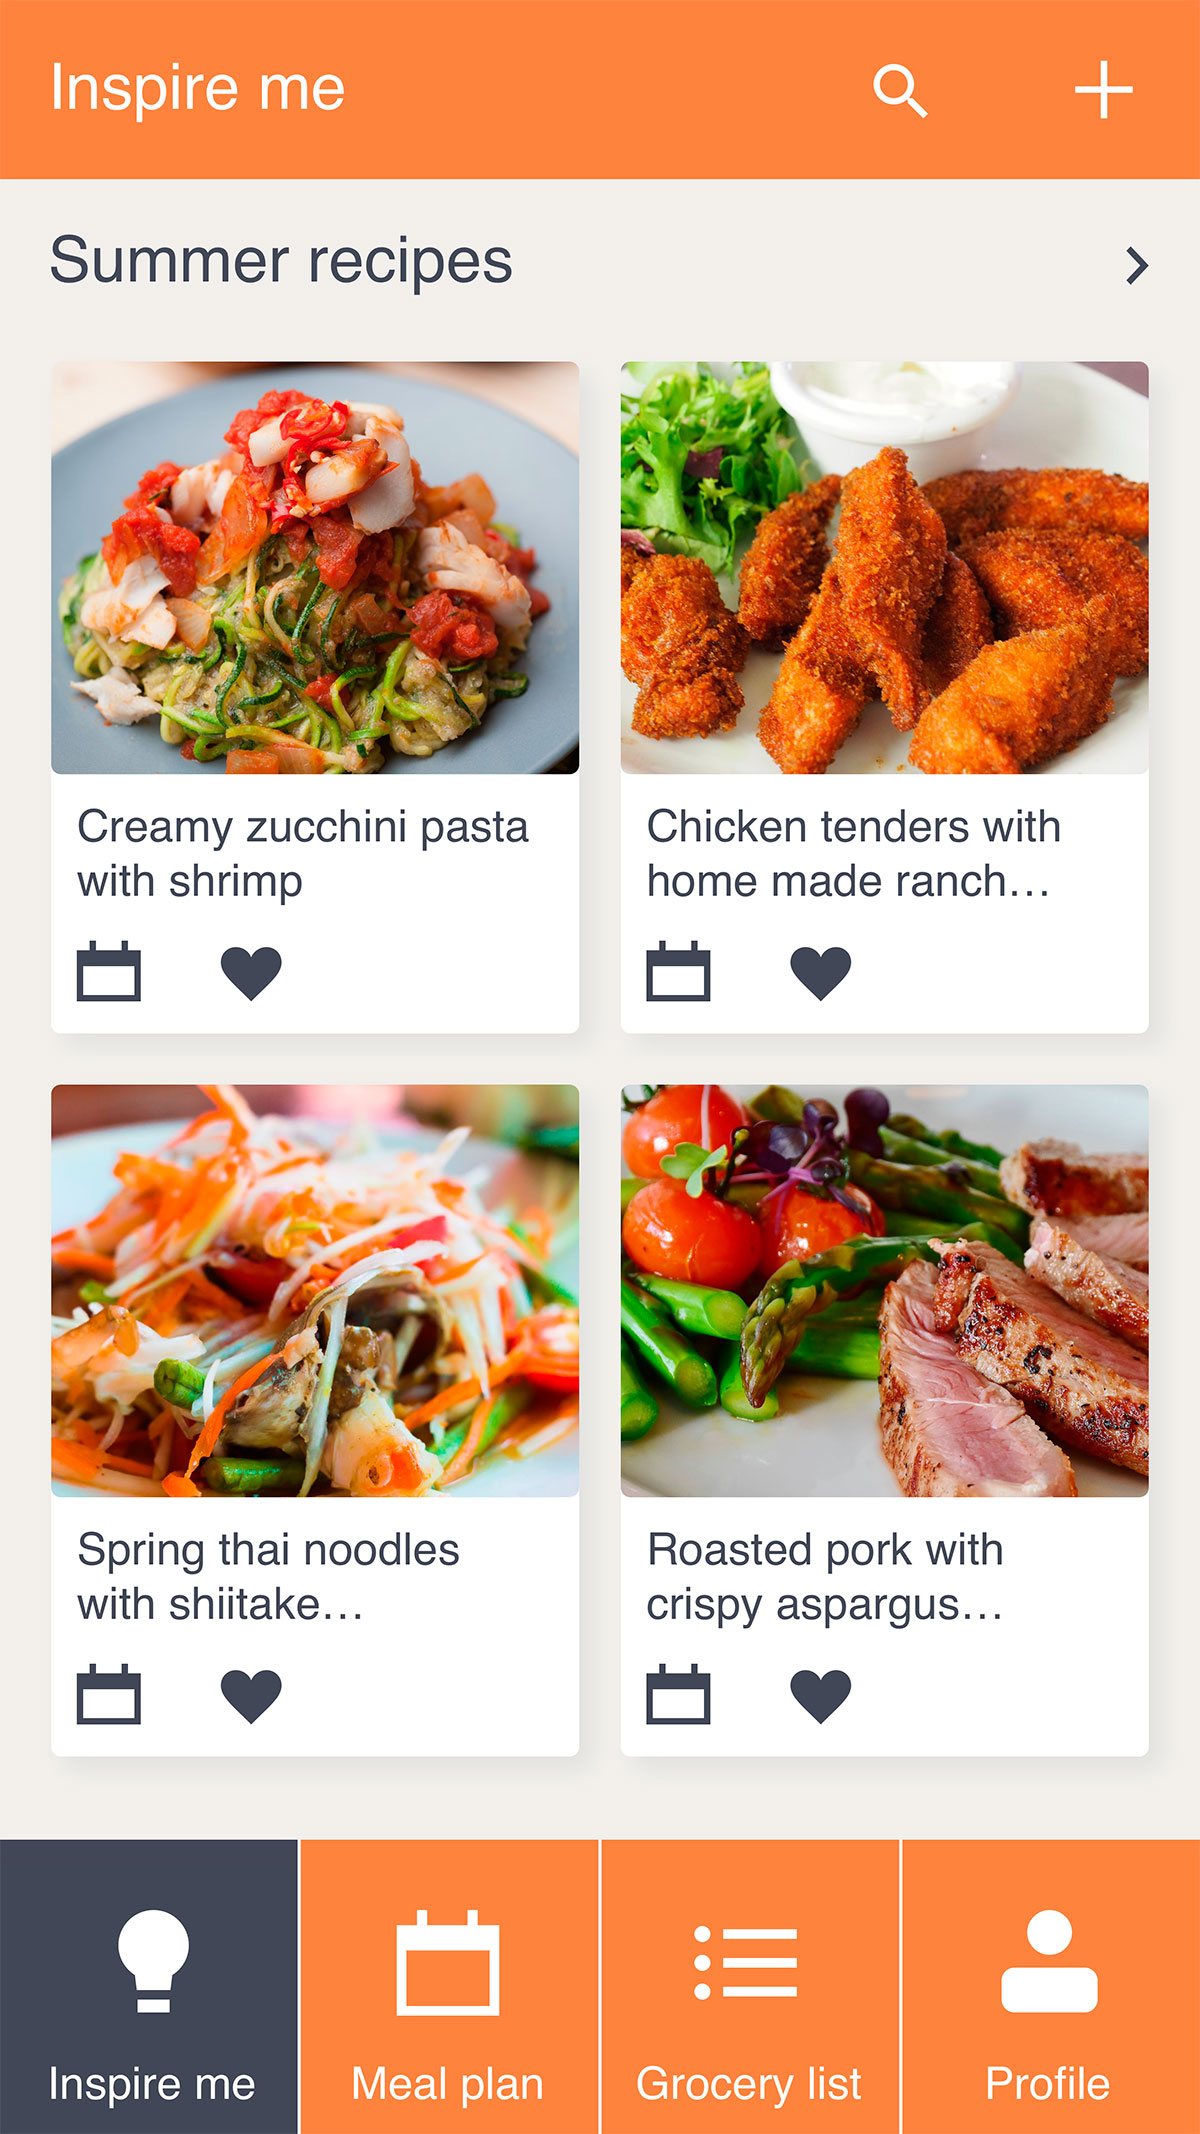 Inspire me
Summer recipes
Creamy zucchini pasta
with shrimp
Chicken tenders with
home made ranch…
Spring thai noodles
with shiitake…
Roasted pork with
crispy aspargus…
Inspire me
Meal plan
Grocery list
Profile